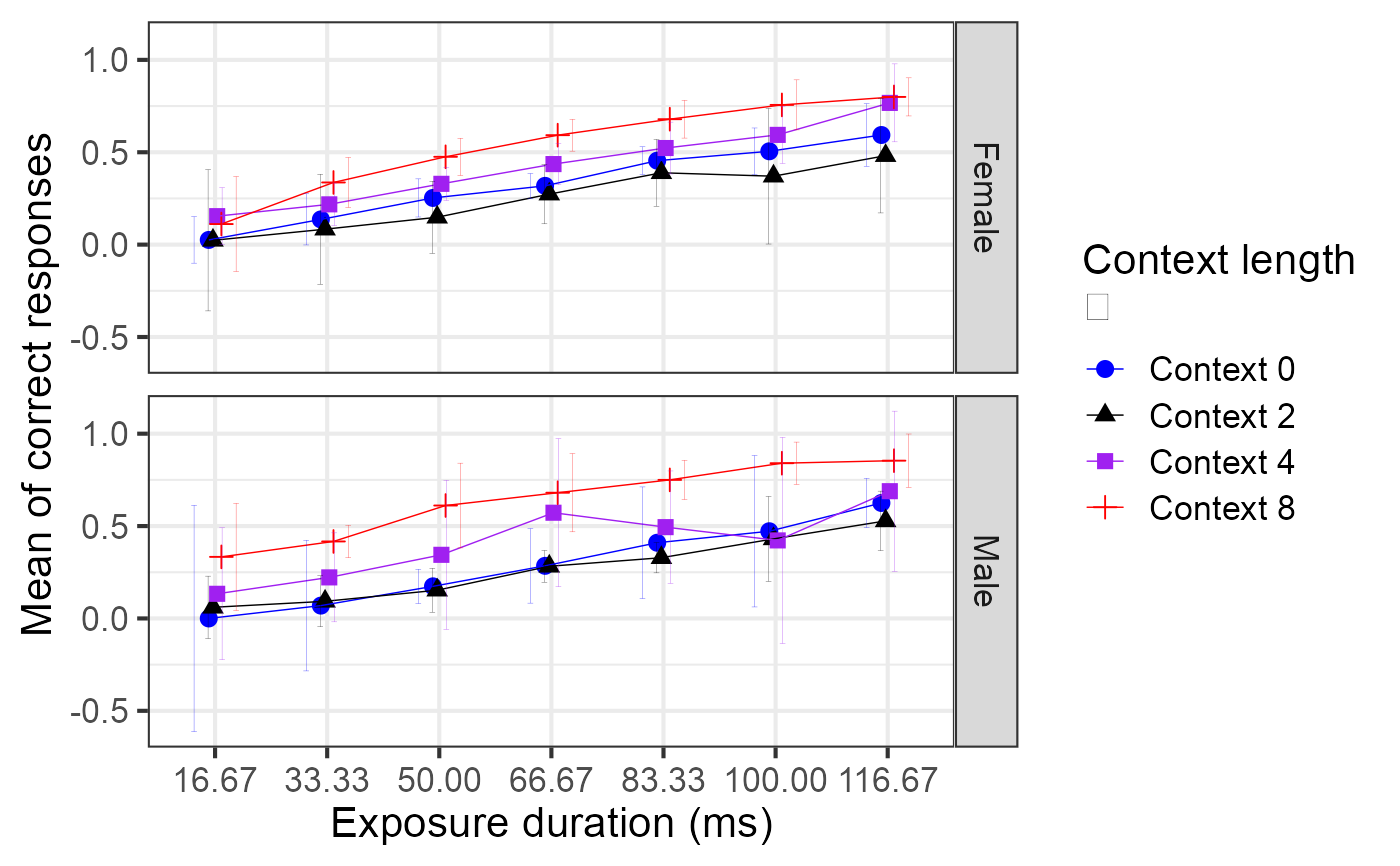 Mean of correct responses
1.0
0.5
0.0
-0.5
Female
1.0
0.5
0.0
-0.5
Male
16.67 33.33 50.00 66.67 83.33 100.00 116.67
Exposure duration (ms)
Context length
Context 0
Context 2
Context 4
Context 8